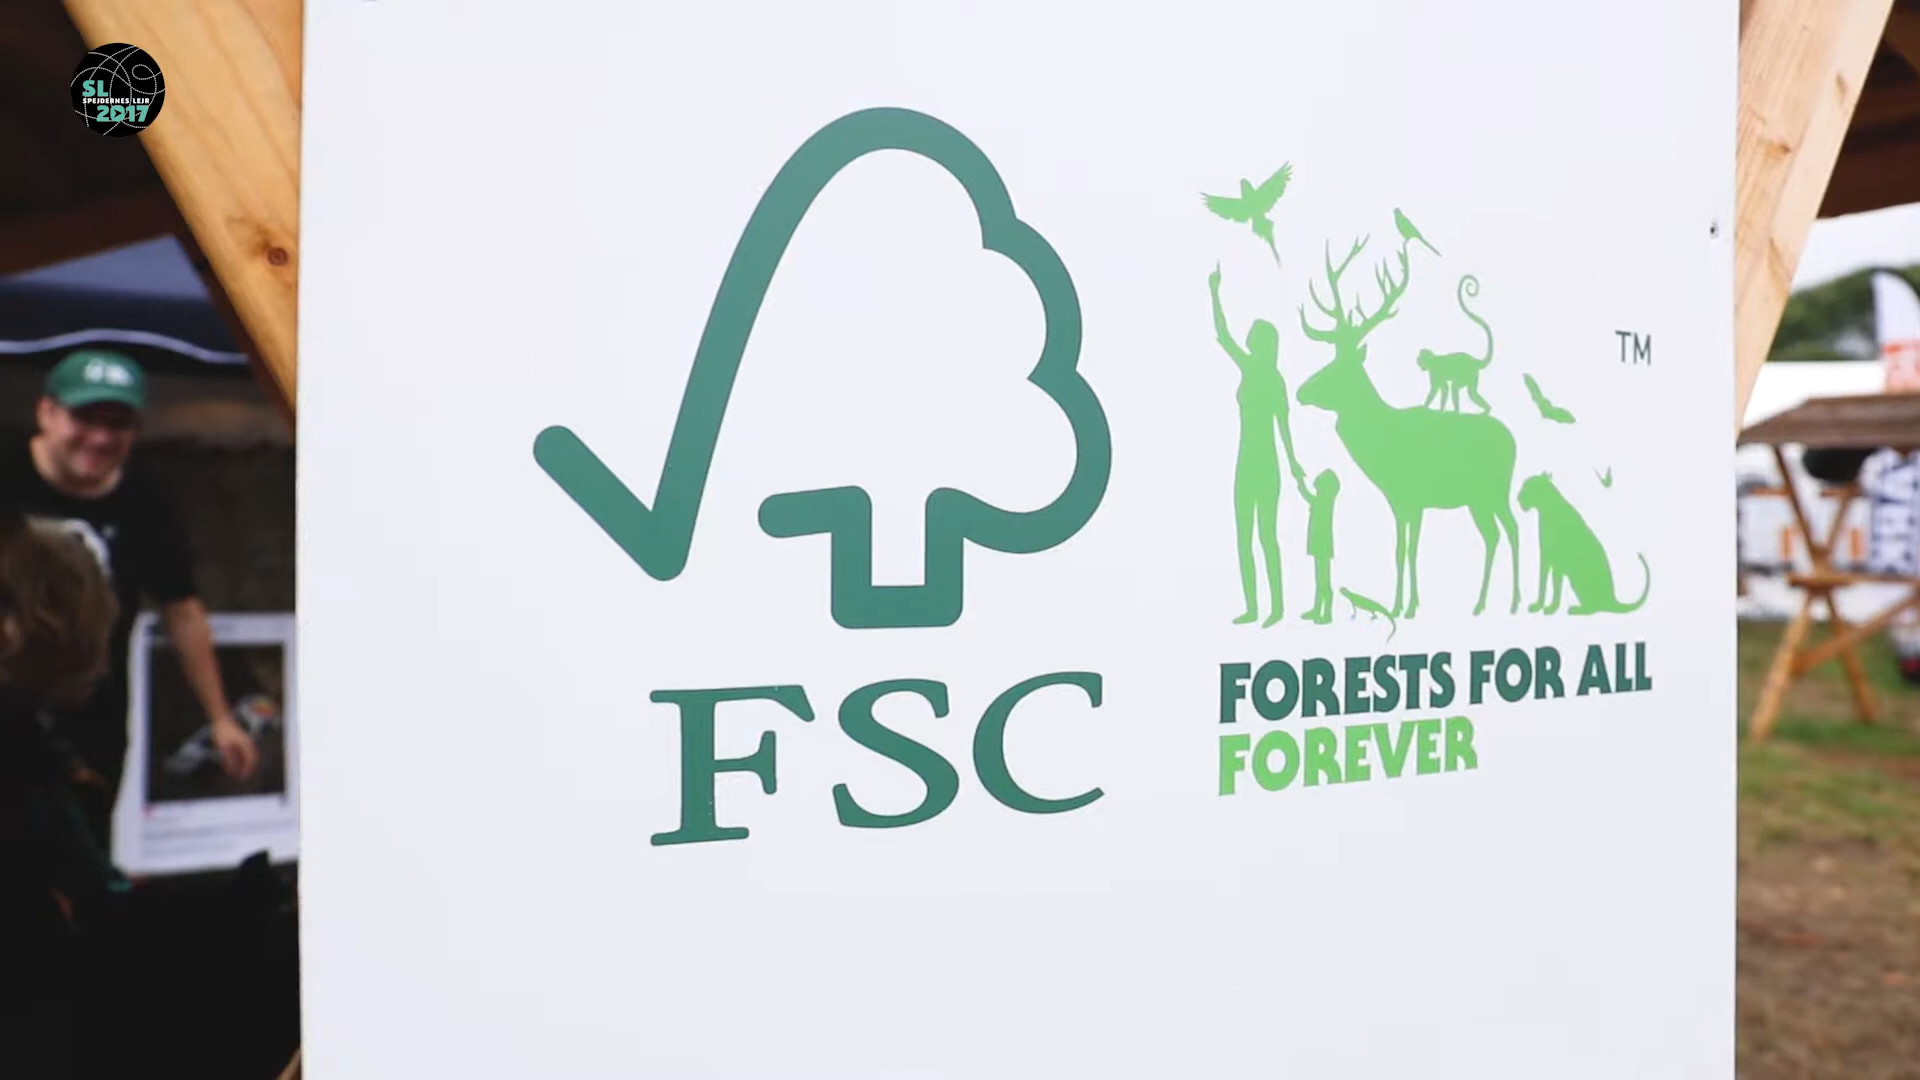 SL
SPEJDERNES LEJR
2017
FSC
TM
FORESTS FOR ALL
FOREVER